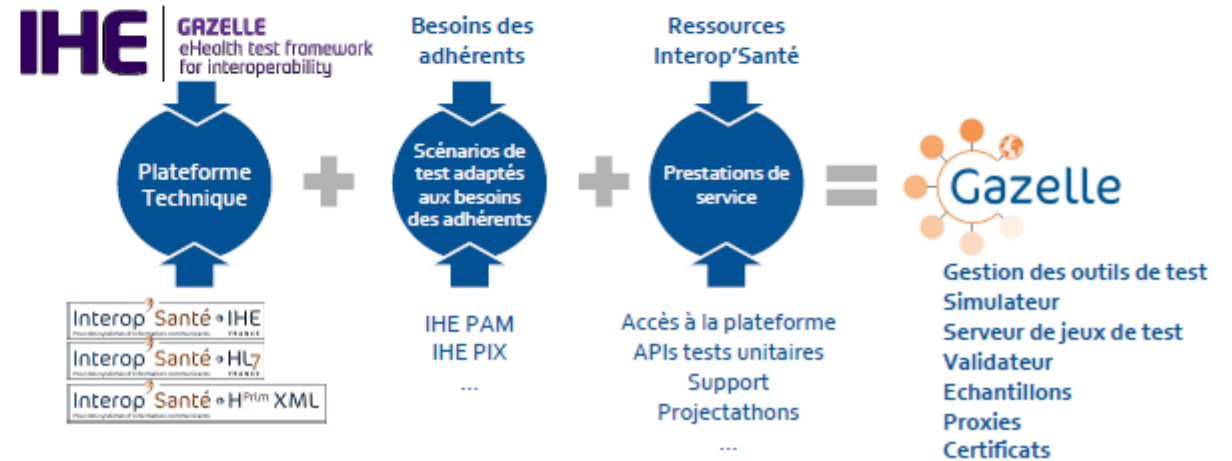 IHE
GAZELLE
eHealth test framework
for interoperability
Besoins des
adhérents
Ressources
Interop'Santé
Plateforme
Technique
Scénarios de
test adaptés
aux besoins
des adhérents
Prestations de
service
Gazelle
Interop'Santé • IHE
FRANCE
Interop'Santé • HL7
FRANCE
Interop'Santé • HPrim XML
IHE PAM
IHE PIX
...
Accès à la plateforme
APIs tests unitaires
Support
Projectathons
...
Gestion des outils de test
Simulateur
Serveur de jeux de test
Validateur
Echantillons
Proxies
Certificats